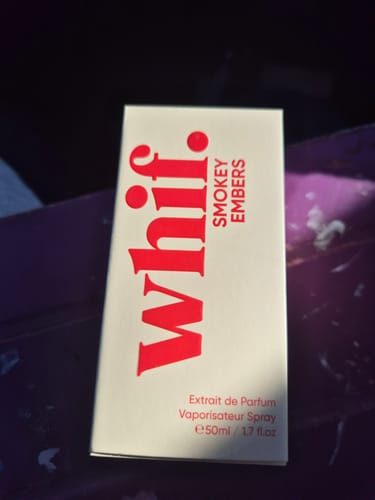 whif.
SMOKEY
EMBERS
Extrait de Parfum
Vaporisateur Spray
℮50ml / 1.7 fl.oz